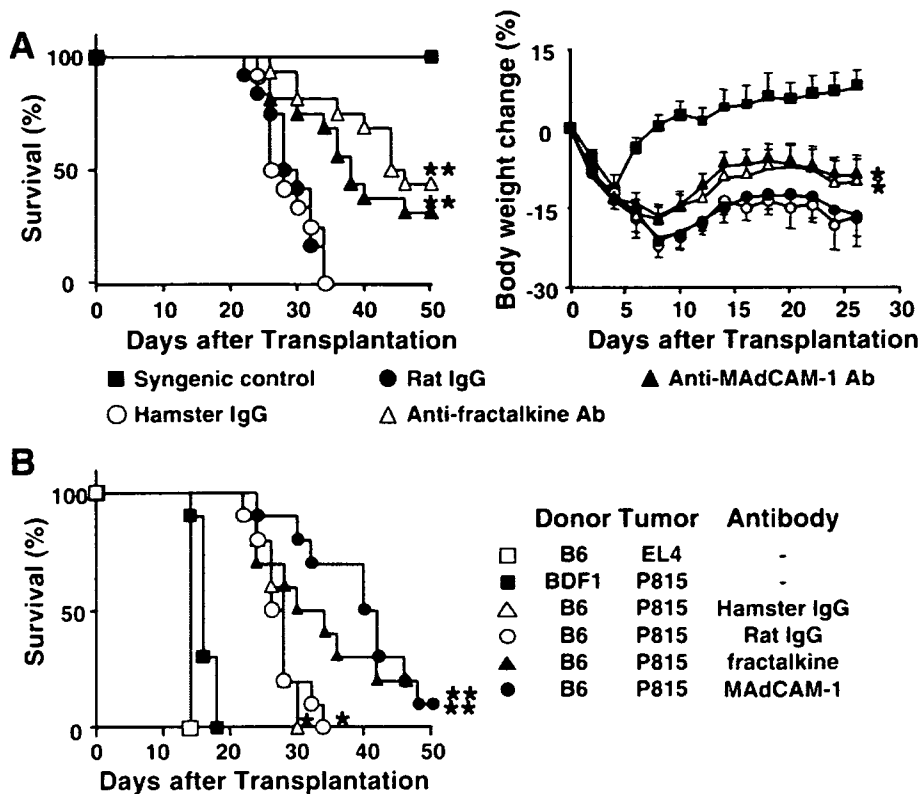 A
Survival (%)
100
50
0
0 10 20 30 40 50
Days after Transplantation
★★
★★
Body weight change (%)
15
0
-15
-30
0 5 10 15 20 25 30
Days after Transplantation
★
★
Syngenic control
Rat IgG
Anti-MAdCAM-1 Ab
Hamster IgG
Anti-fractalkine Ab
B
Survival (%)
100
50
0
0 10 20 30 40 50
Days after Transplantation
★ ★
★★
★★
Donor Tumor Antibody
B6 EL4 -
BDF1 P815 -
B6 P815 Hamster IgG
B6 P815 Rat IgG
B6 P815 fractalkine
B6 P815 MAdCAM-1